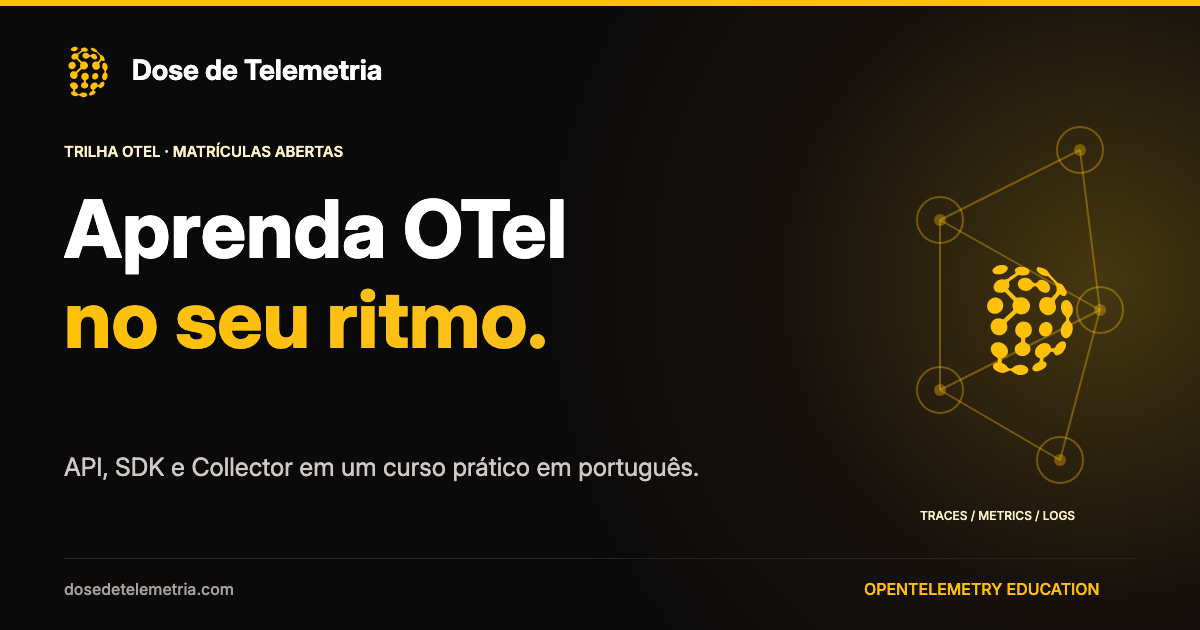 Dose de Telemetria
TRILHA OTEL · MATRÍCULAS ABERTAS
Aprenda OTel
no seu ritmo.
API, SDK e Collector em um curso prático em português.
TRACES / METRICS / LOGS
dosedetelemetria.com
OPENTELEMETRY EDUCATION